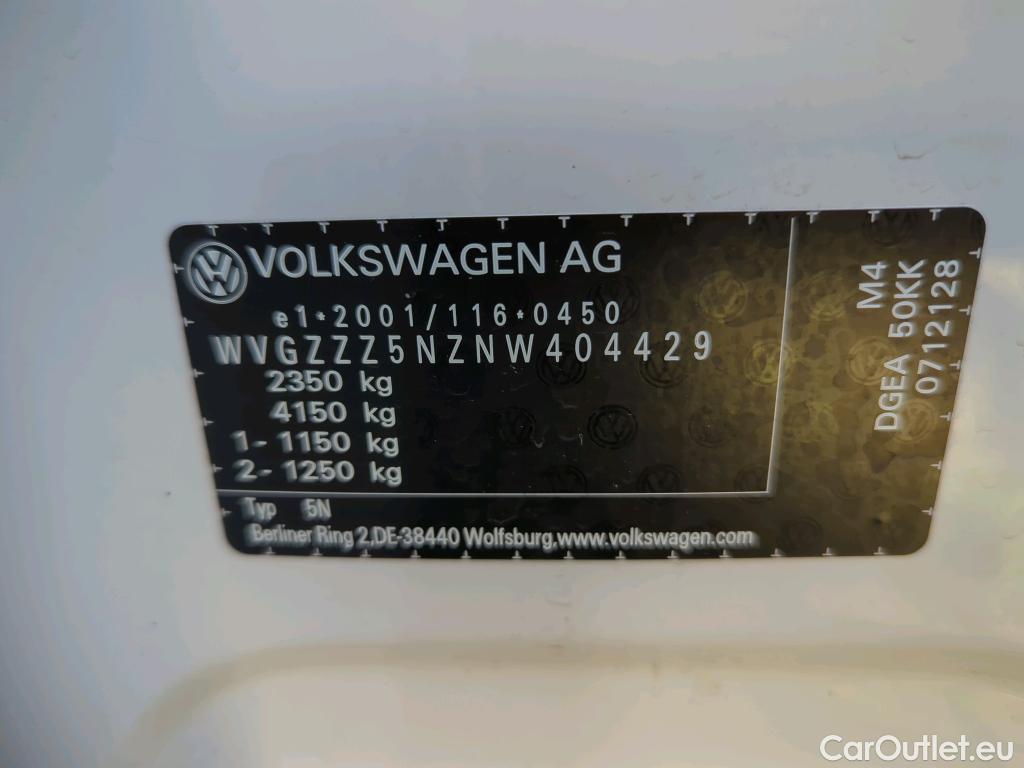 VOLKSWAGEN AG
e1*2001/116*0450
WVGZZZ5NZNW404429
2350 kg
4150 kg
1- 1150 kg
2- 1250 kg
Typ 5N
Berliner Ring 2,DE-38440 Wolfsburg,www.volkswagen.com
M4
DGEA 50KK
0712128
CarOutlet.eu